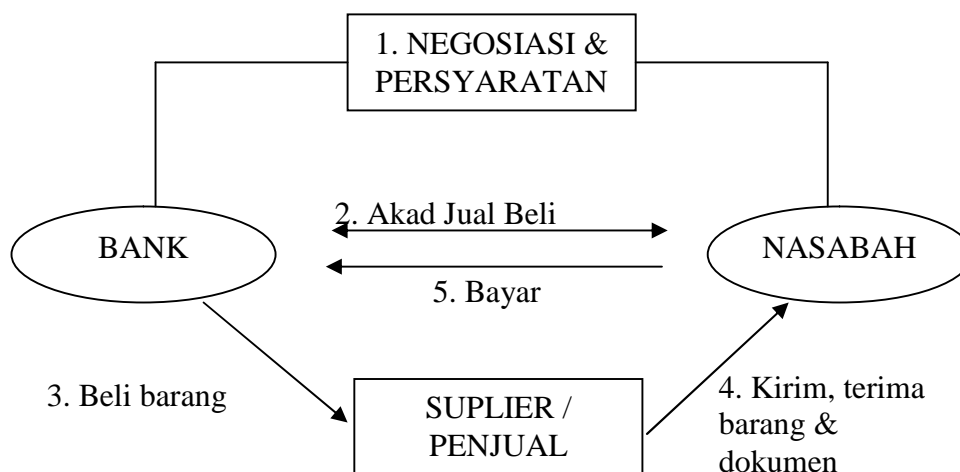 1. NEGOSIASI &
PERSYARATAN
2. Akad Jual Beli
BANK
NASABAH
5. Bayar
3. Beli barang
SUPLIER /
PENJUAL
4. Kirim, terima
barang &
dokumen